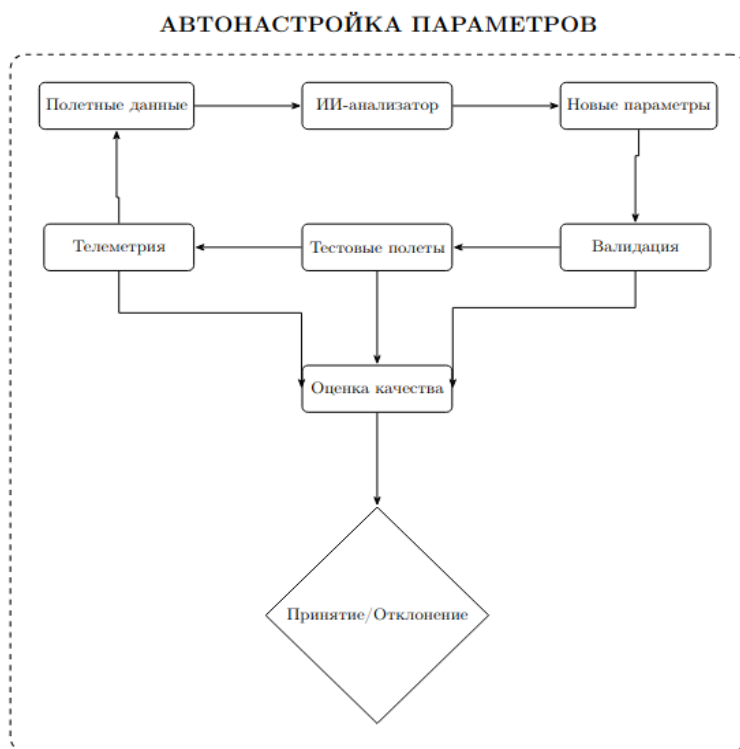 АВТОНАСТРОЙКА ПАРАМЕТРОВ
Полетные данные
ИИ-анализатор
Новые параметры
Телеметрия
Тестовые полеты
Валидация
Оценка качества
Принятие/Отклонение